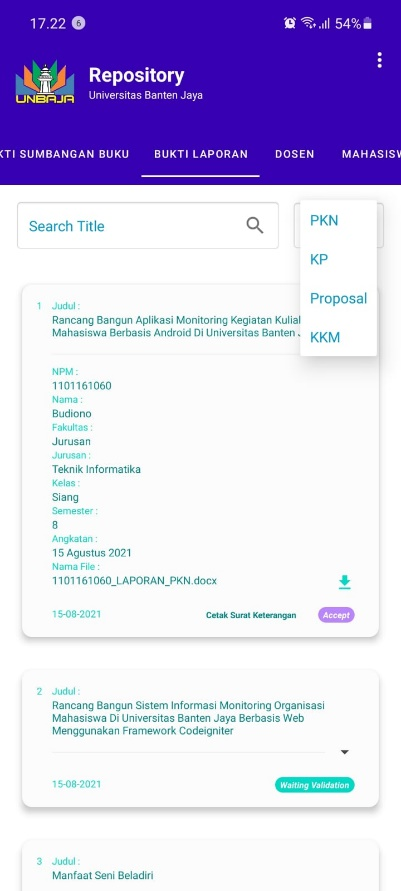 17.22 6 54%
UNBAJA
Repository
Universitas Banten Jaya
KTI SUMBANGAN BUKU BUKTI LAPORAN DOSEN MAHASISW
Search Title
PKN
KP
Proposal
KKM
1 Judul :
Rancang Bangun Aplikasi Monitoring Kegiatan Kuliah
Mahasiswa Berbasis Android Di Universitas Banten
NPM :
1101161060
Nama :
Budiono
Fakultas :
Jurusan
Jurusan :
Teknik Informatika
Kelas :
Siang
Semester :
8
Angkatan :
15 Agustus 2021
Nama File :
1101161060_LAPORAN_PKN.docx
15-08-2021 Cetak Surat Keterangan Accept
2 Judul :
Rancang Bangun Sistem Informasi Monitoring Organisasi
Mahasiswa Di Universitas Banten Jaya Berbasis Web
Menggunakan Framework Codeigniter
15-08-2021 Waiting Validation
3 Judul :
Manfaat Seni Beladiri